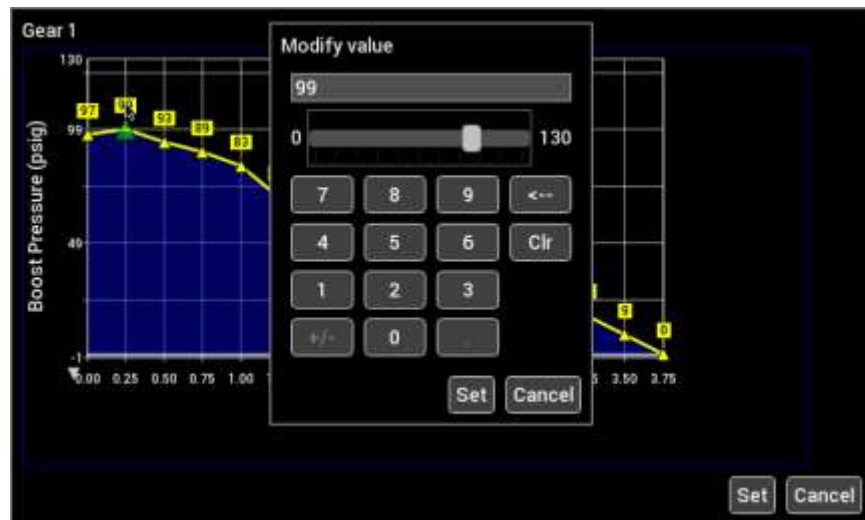 Gear 1
Modify value
130
99
97
93
89
83
99
0
130
Boost Pressure (psig)
7 8 9 <--
4 5 6 Clr
49
1 2 3
+/- 0 .
9
0
-1
0.00 0.25 0.50 0.75 1.00
3.50 3.75
Set Cancel
Set Cancel